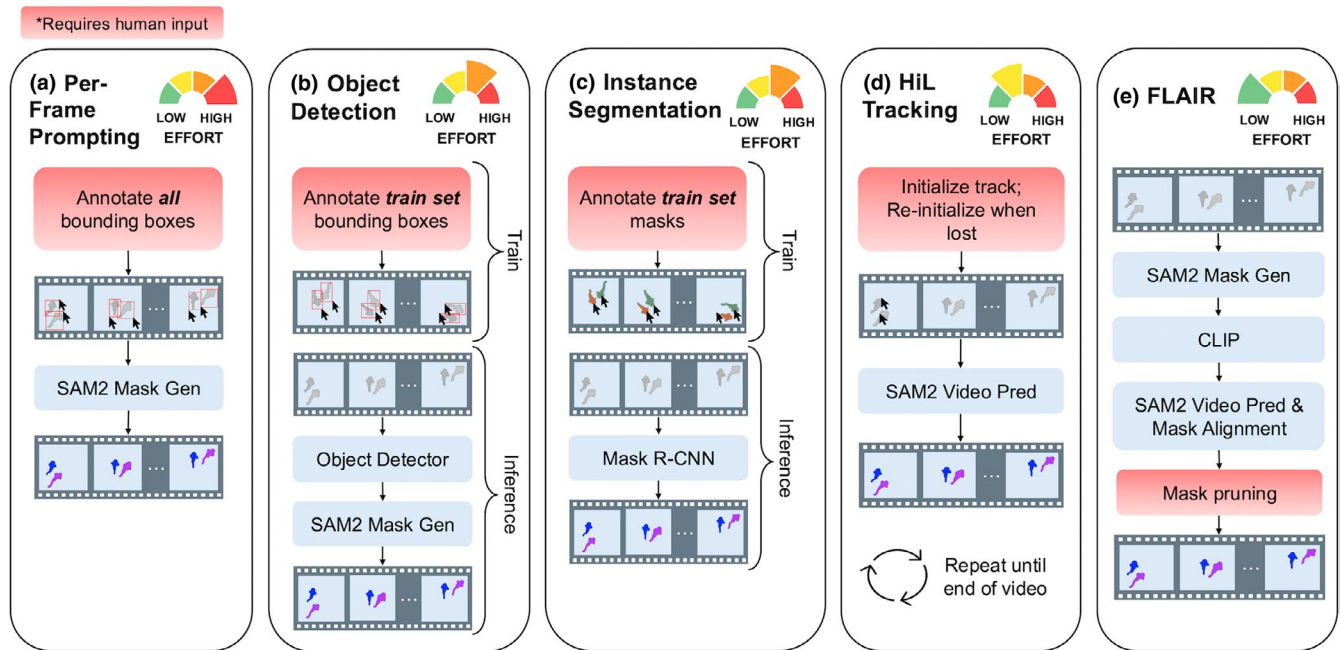 *Requires human input
(a) Per-
Frame
Prompting
LOW HIGH
EFFORT
Annotate all
bounding boxes
...
SAM2 Mask Gen
...
(b) Object
Detection
LOW HIGH
EFFORT
Annotate train set
bounding boxes
...
Train
...
Object Detector
SAM2 Mask Gen
...
Inference
(c) Instance
Segmentation
LOW HIGH
EFFORT
Annotate train set
masks
...
Train
...
Mask R-CNN
...
Inference
(d) HiL
Tracking
LOW HIGH
EFFORT
Initialize track;
Re-initialize when
lost
...
SAM2 Video Pred
...
Repeat until
end of video
(e) FLAIR
LOW HIGH
EFFORT
...
SAM2 Mask Gen
CLIP
SAM2 Video Pred &
Mask Alignment
Mask pruning
...